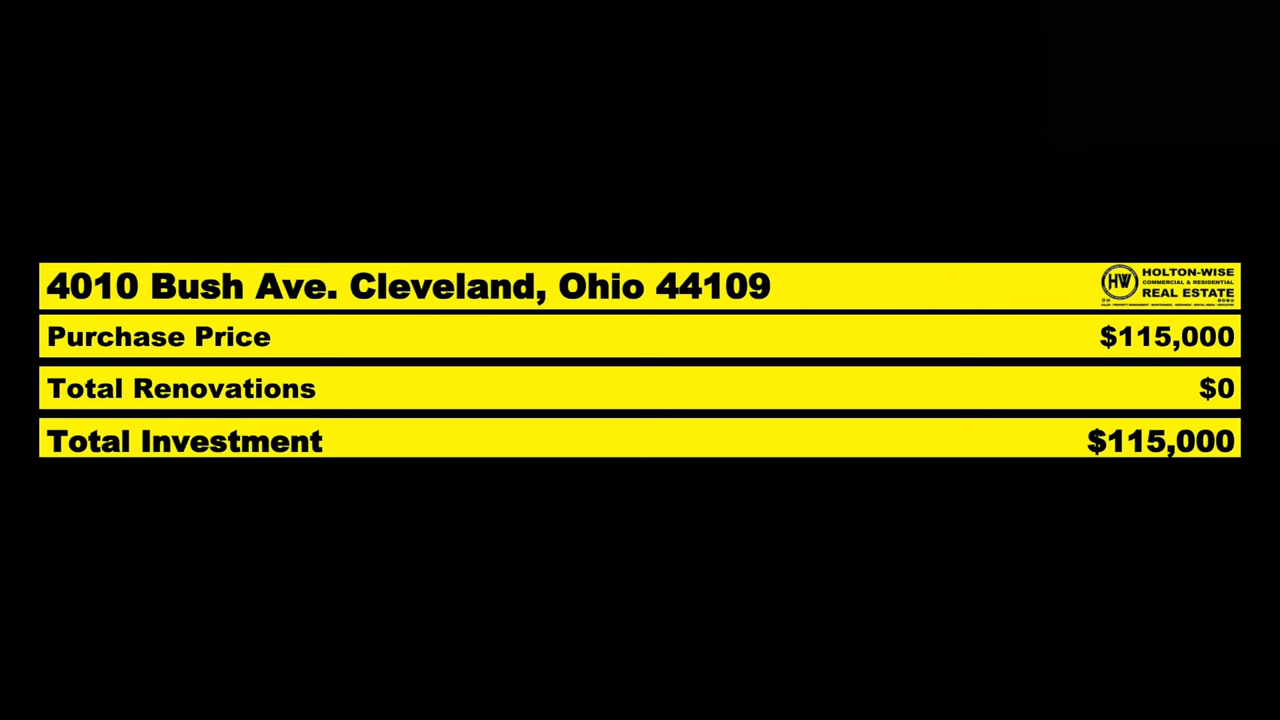 4010 Bush Ave. Cleveland, Ohio 44109
HOLTON-WISE
COMMERCIAL & RESIDENTIAL
REAL ESTATE
HW
Purchase Price $115,000
Total Renovations $0
Total Investment $115,000